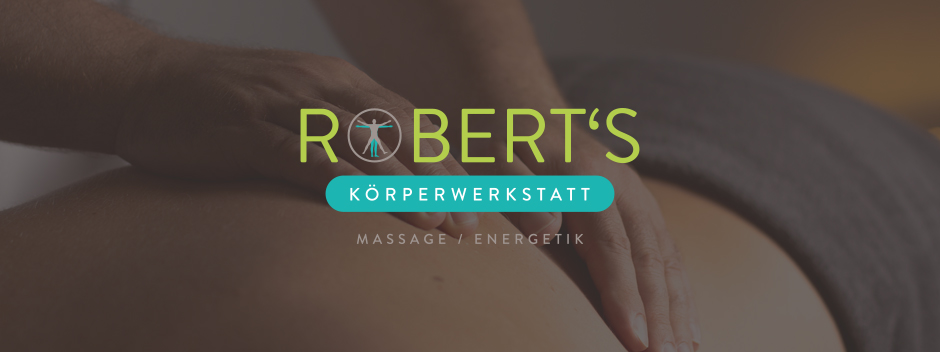 ROBERT‘S
KÖRPERWERKSTATT
MASSAGE / ENERGETIK